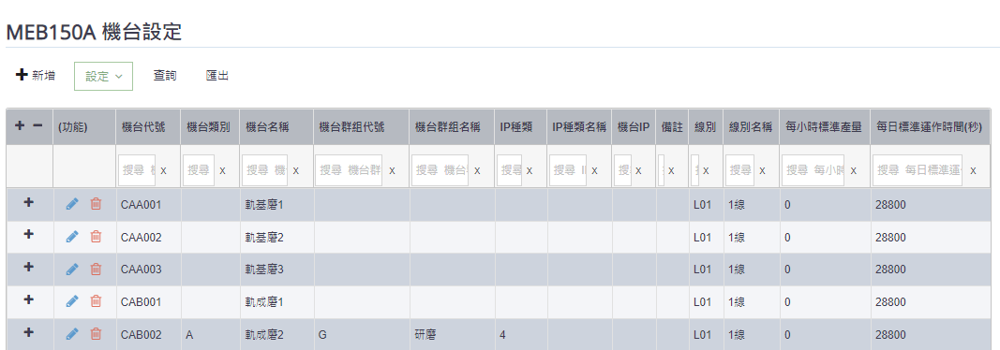 MEB150A 機台設定
新增 設定 查詢 匯出
(功能) 機台代號 機台類別 機台名稱 機台群組代號 機台群組名稱 IP種類 IP種類名稱 機台IP 備註 線別 線別名稱 每小時標準產量 每日標準運作時間(秒)
搜尋 x 搜尋 x 搜尋 機 x 搜尋 機台群 x 搜尋 機台 x 搜尋 x 搜尋 x x x x 搜尋 x 搜尋 每小時 x 搜尋 每日標準運 x
CAA001 軌基磨1 L01 1線 0 28800
CAA002 軌基磨2 L01 1線 0 28800
CAA003 軌基磨3 L01 1線 0 28800
CAB001 軌成磨1 L01 1線 0 28800
CAB002 A 軌成磨2 G 研磨 4 L01 1線 0 28800